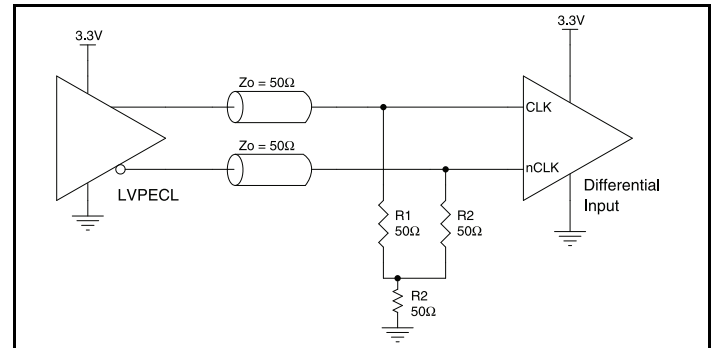 3.3V
3.3V
Zo = 50Ω
CLK
Zo = 50Ω
nCLK
LVPECL
Differential
Input
R1
50Ω
R2
50Ω
R2
50Ω